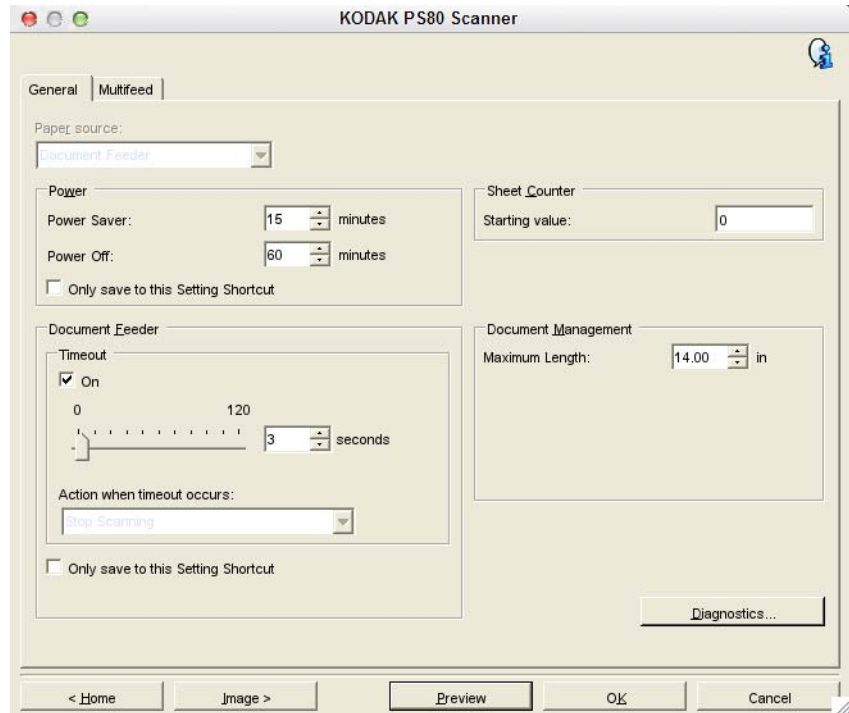 KODAK PS80 Scanner
General
Multifeed
Paper source:
Document Feeder
Power
Power Saver:
15
minutes
Power Off:
60
minutes
Only save to this Setting Shortcut
Sheet Counter
Starting value:
0
Document Feeder
Timeout
On
0
120
3
seconds
Action when timeout occurs:
Stop Scanning
Only save to this Setting Shortcut
Document Management
Maximum Length:
14.00
in
Diagnostics...
< Home
Image >
Preview
OK
Cancel